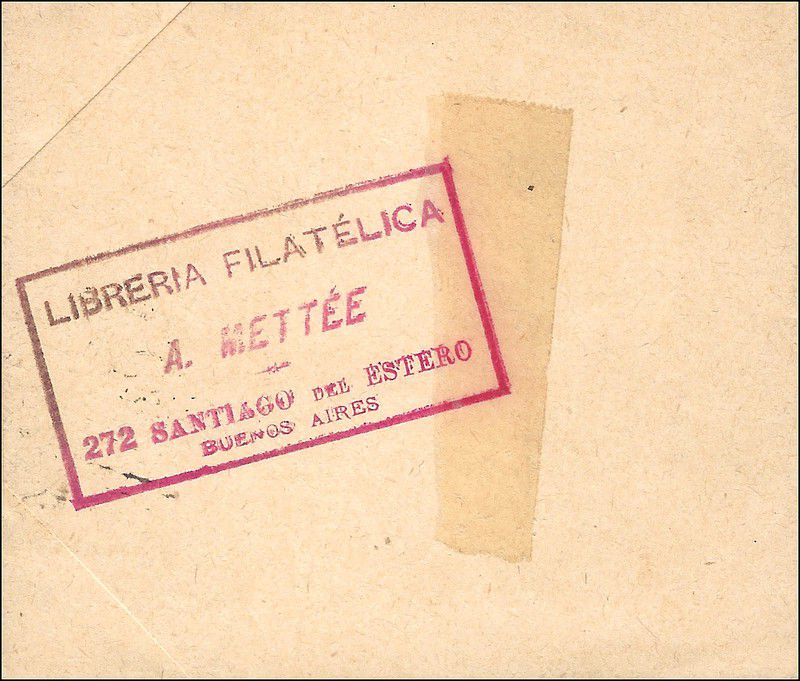 LIBRERIA FILATÉLICA
A. METTÉE
272 SANTIAGO DEL ESTERO
BUENOS AIRES